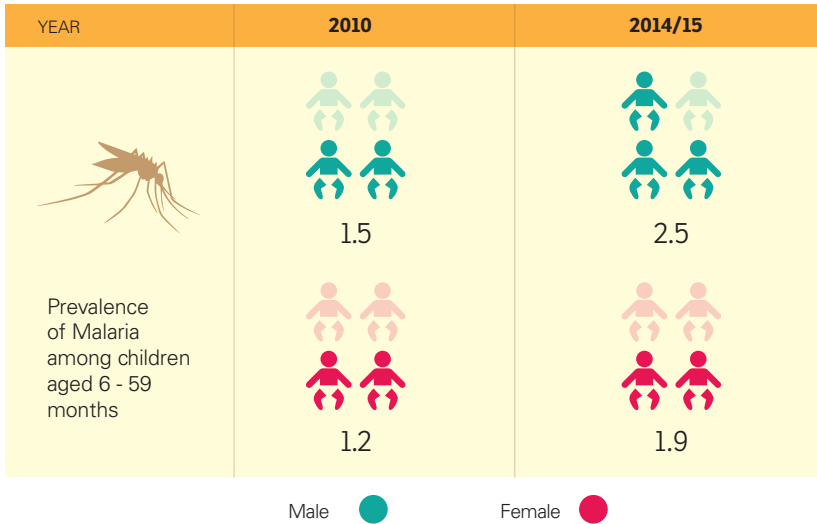 YEAR 2010 2014/15
1.5 2.5
Prevalence
of Malaria
among children
aged 6 - 59
months
1.2 1.9
Male Female